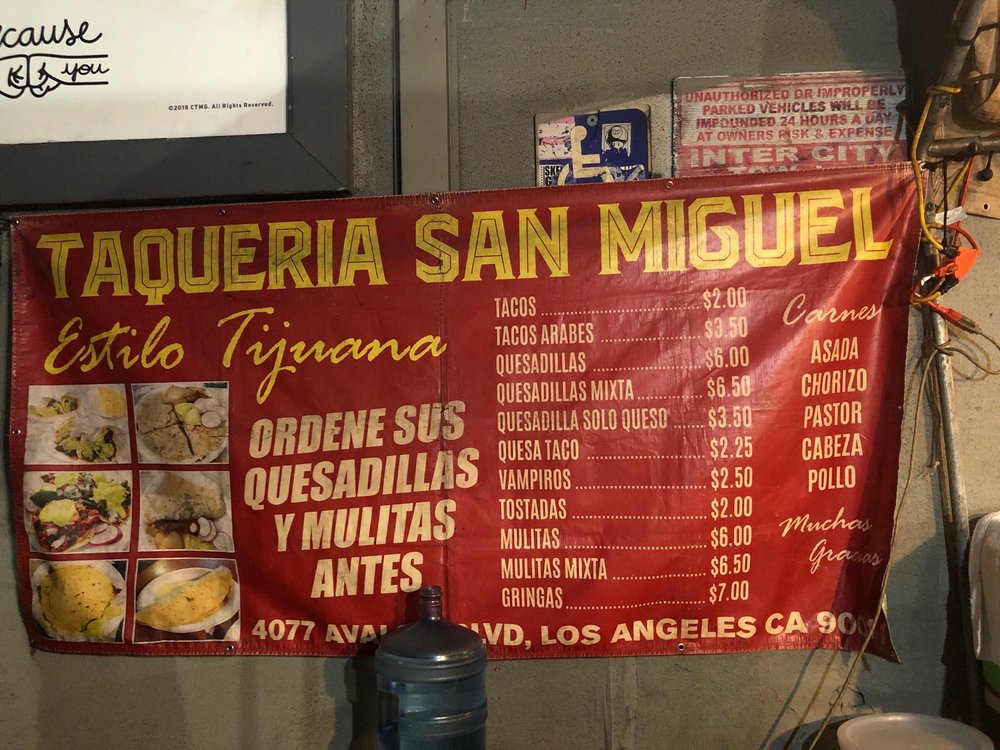 cause
you
©2019 CTMG. All Rights Reserved.
UNAUTHORIZED OR IMPROPERLY
PARKED VEHICLES WILL BE
IMPOUNDED 24 HOURS A DAY
AT OWNERS RISK & EXPENSE
INTER CITY
TAQUERIA SAN MIGUEL
Estilo Tijuana
ORDENE SUS
QUESADILLAS
Y MULITAS
ANTES
TACOS $2.00
TACOS ARABES $3.50
QUESADILLAS $6.00
QUESADILLAS MIXTA $6.50
QUESADILLA SOLO QUESO $3.50
QUESA TACO $2.25
VAMPIROS $2.50
TOSTADAS $2.00
MULITAS $6.00
MULITAS MIXTA $6.50
GRINGAS $7.00
Carnes
ASADA
CHORIZO
PASTOR
CABEZA
POLLO
Muchas
Gracias
4077 LVD, LOS ANGELES CA